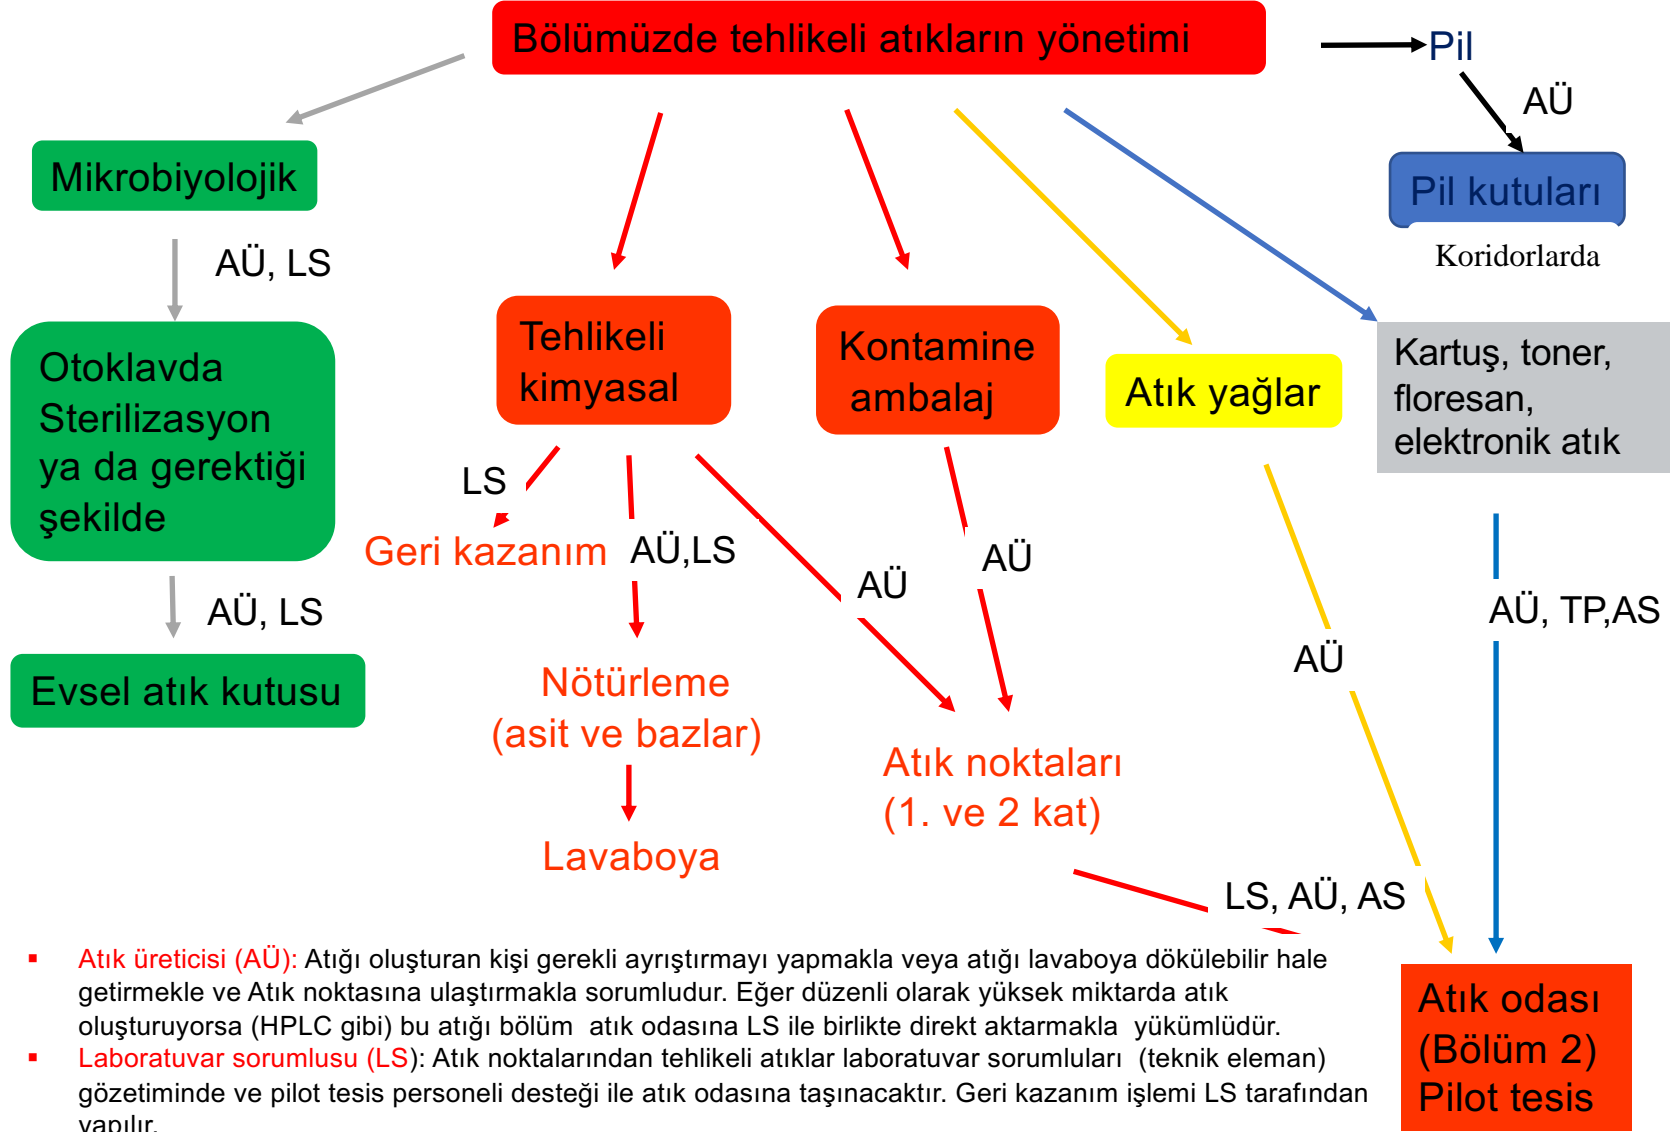 Bölümüzde tehlikeli atıkların yönetimi
Pil
AÜ
Mikrobiyolojik
Pil kutuları
Koridorlarda
AÜ, LS
Tehlikeli
kimyasal
Kontamine
ambalaj
Atık yağlar
Kartuş, toner,
floresan,
elektronik atık
Otoklavda
Sterilizasyon
ya da gerektiği
şekilde
LS
Geri kazanım
AÜ,LS
AÜ
AÜ
AÜ, LS
AÜ, TP,AS
AÜ
Evsel atık kutusu
Nötürleme
(asit ve bazlar)
Atık noktaları
(1. ve 2 kat)
Lavaboya
LS, AÜ, AS
▪ Atık üreticisi (AÜ): Atığı oluşturan kişi gerekli ayrıştırmayı yapmakla veya atığı lavaboya dökülebilir hale
getirmekle ve Atık noktasına ulaştırmakla sorumludur. Eğer düzenli olarak yüksek miktarda atık
oluşturuyorsa (HPLC gibi) bu atığı bölüm atık odasına LS ile birlikte direkt aktarmakla yükümlüdür.
▪ Laboratuvar sorumlusu (LS): Atık noktalarından tehlikeli atıklar laboratuvar sorumluları (teknik eleman)
gözetiminde ve pilot tesis personeli desteği ile atık odasına taşınacaktır. Geri kazanım işlemi LS tarafından
yapılır.
Atık odası
(Bölüm 2)
Pilot tesis